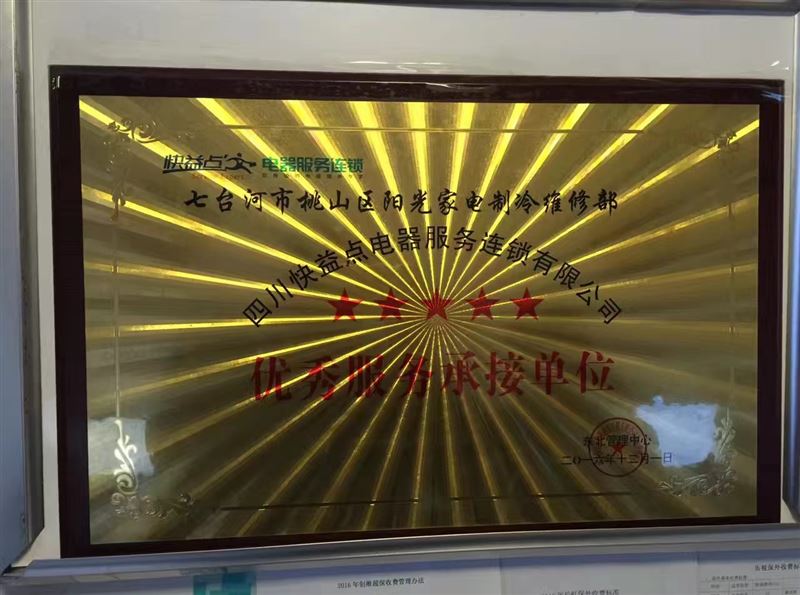 快益点 电器服务连锁
七台河市桃山区阳光家电制冷维修部
四川快益点电器服务连锁有限公司
优秀服务承接单位
东北管理中心
二〇一六年十二月一日
2016年创维超保收费管理办法